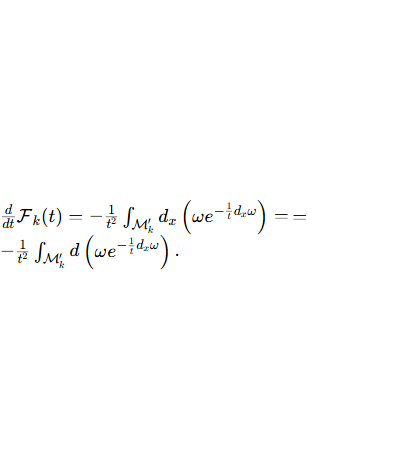 $\frac{d}{dt}\mathcal{F}_k(t) = -\frac{1}{t^2}\int_{\mathcal{M}'_k} d_x\left(\omega e^{-\frac{1}{t}d_x\omega}\right) = =$
$-\frac{1}{t^2}\int_{\mathcal{M}'_k} d\left(\omega e^{-\frac{1}{t}d_x\omega}\right).$